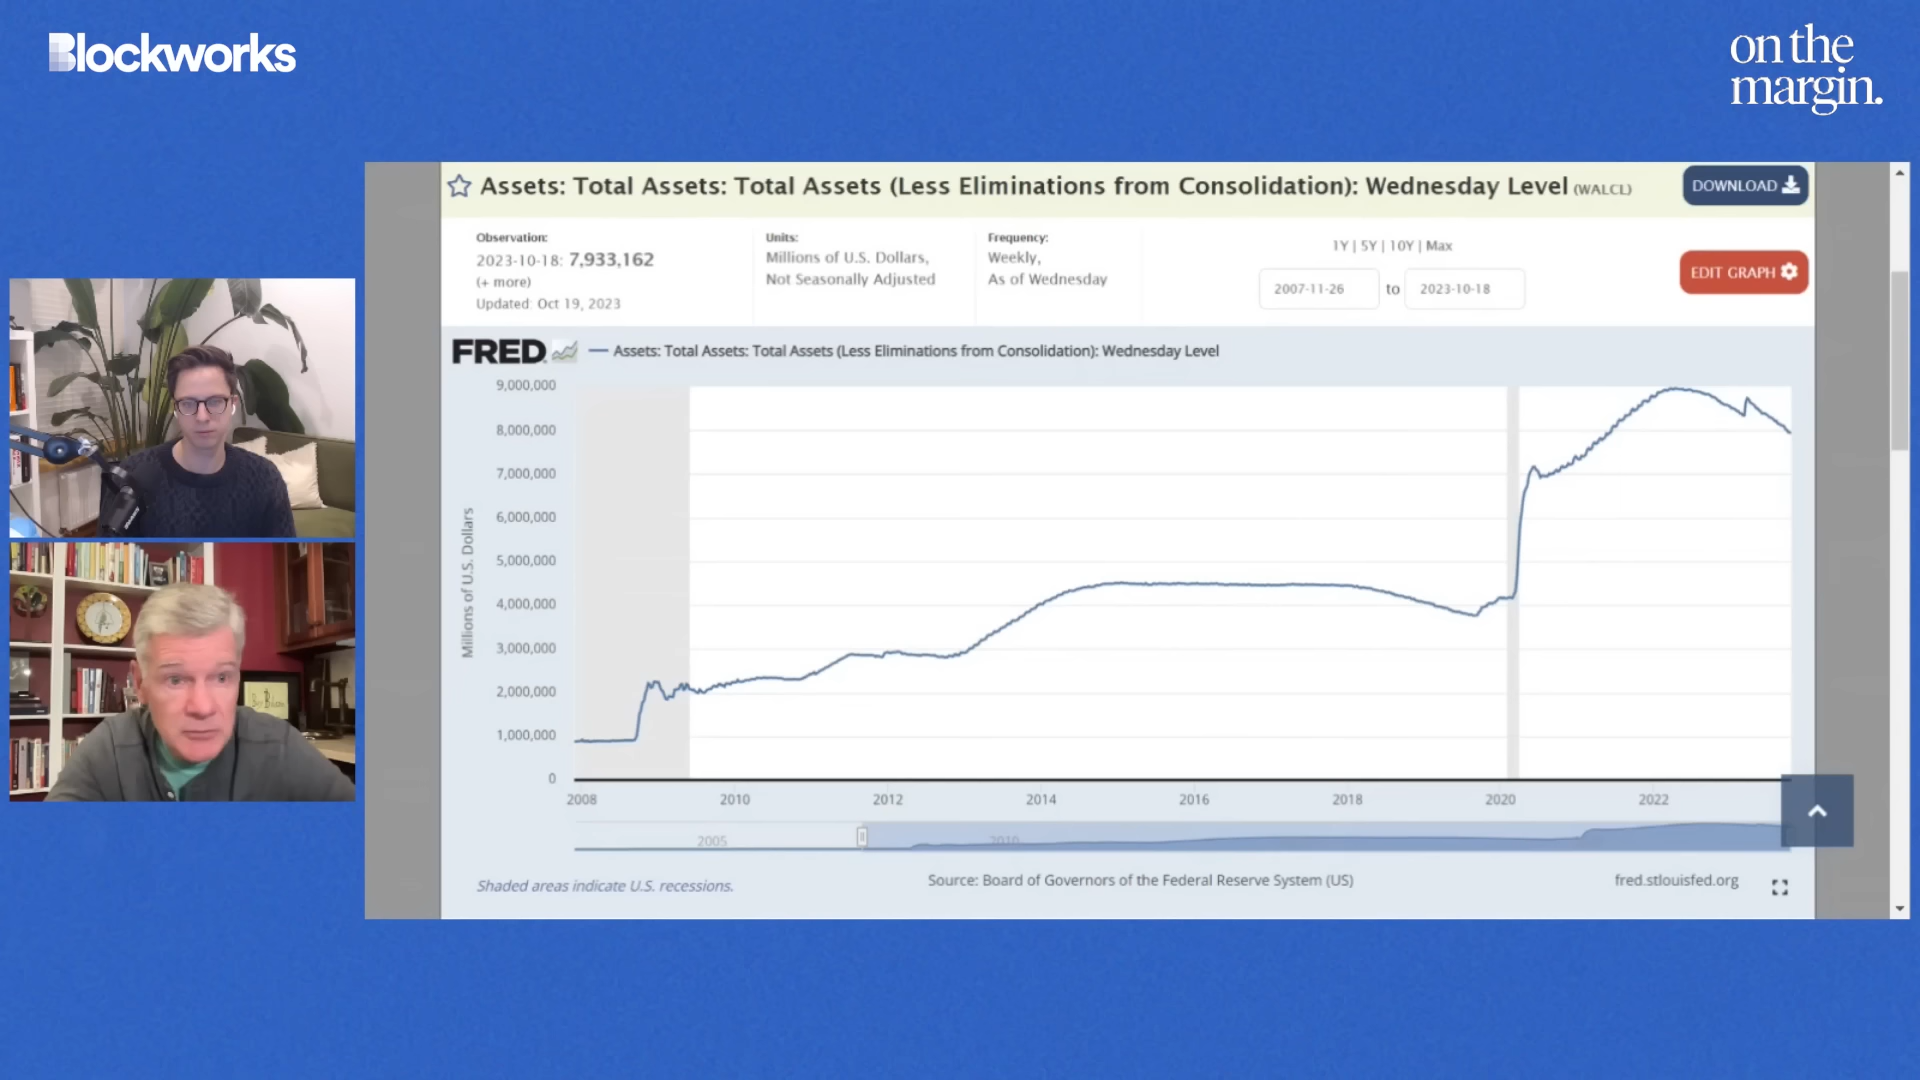 Blockworks
on the
margin.
Assets: Total Assets: Total Assets (Less Eliminations from Consolidation): Wednesday Level (WALCL)
DOWNLOAD
Observation:
2023-10-18: 7,933,162
(+ more)
Updated: Oct 19, 2023
Units:
Millions of U.S. Dollars,
Not Seasonally Adjusted
Frequency:
Weekly,
As of Wednesday
1Y | 5Y | 10Y | Max
2007-11-26 to 2023-10-18
EDIT GRAPH
FRED
Assets: Total Assets: Total Assets (Less Eliminations from Consolidation): Wednesday Level
Millions of U.S. Dollars
9,000,000
8,000,000
7,000,000
6,000,000
5,000,000
4,000,000
3,000,000
2,000,000
1,000,000
0
2008 2010 2012 2014 2016 2018 2020 2022
2005 2010
Shaded areas indicate U.S. recessions.
Source: Board of Governors of the Federal Reserve System (US)
fred.stlouisfed.org